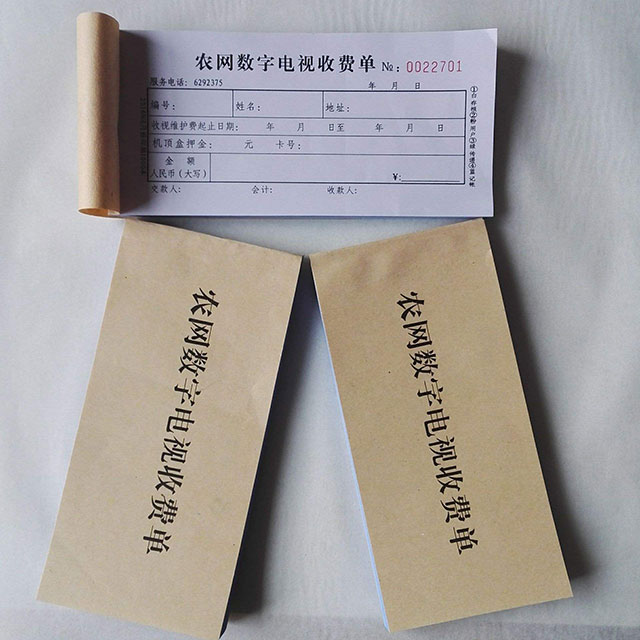 农网数字电视收费单 №:0022701
服务电话:6292375
年 月 日
编号: 姓名: 地址:
收视维护费起止日期: 年 月 日至 年 月 日
机顶盒押金: 元 卡号:
金额
人民币(大写) ¥:
交款人: 会计: 收款人:
农网数字电视收费单
农网数字电视收费单